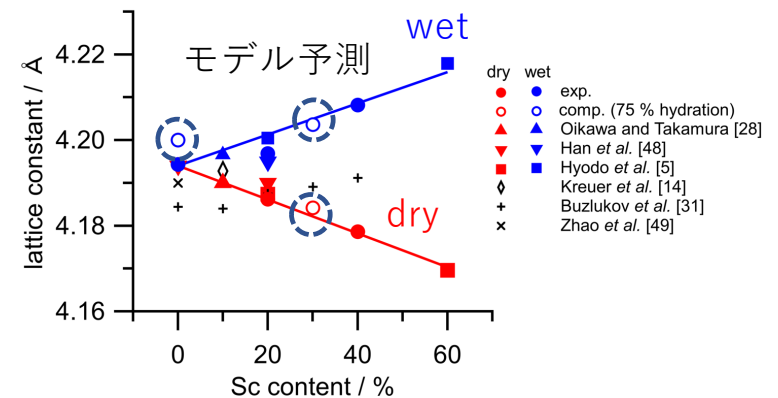 wet
モデル予測
4.22
4.20
4.18
4.16
lattice constant / Å
dry
0
20
40
60
Sc content / %
dry wet
exp.
comp. (75 % hydration)
Oikawa and Takamura [28]
Han et al. [48]
Hyodo et al. [5]
Kreuer et al. [14]
Buzlukov et al. [31]
Zhao et al. [49]